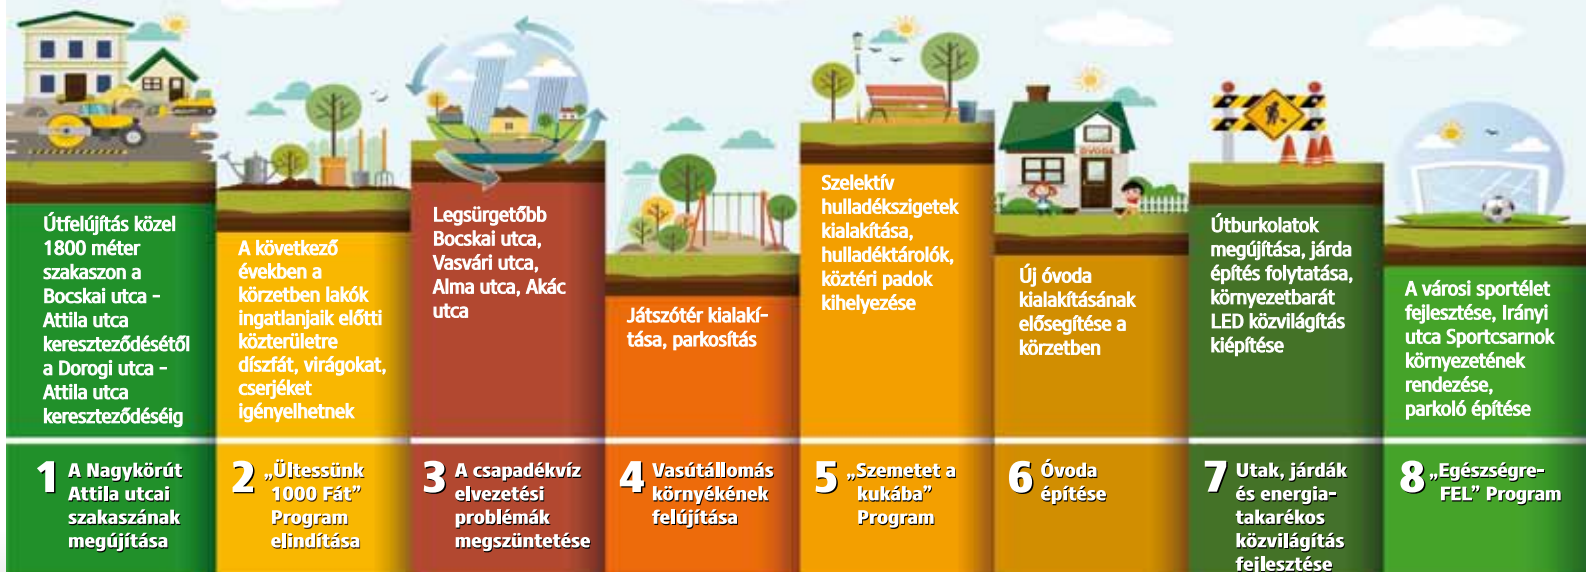 Útfelújítás közel
1800 méter
szakaszon a
Bocskai utca –
Attila utca
kereszteződésétől
a Dorogi utca –
Attila utca
kereszteződéséig
1 A Nagykörút
Attila utcai
szakaszának
megújítása
A következő
években a
körzetben lakók
ingatlanjaik előtti
közterületre
díszfát, virágokat,
cserjéket
igényelhetnek
2 „Ültessünk
1000 Fát”
Program
elindítása
Legsürgetőbb
Bocskai utca,
Vasvári utca,
Alma utca, Akác
utca
3 A csapadékvíz
elvezetési
problémák
megszüntetése
Játszótér kialakí-
tása, parkosítás
4 Vasútállomás
környékének
felújítása
Szelektív
hulladékszigetek
kialakítása,
hulladéktárolók,
köztéri padok
kihelyezése
5 „Szemetet a
kukába”
Program
ÓVODA
Új óvoda
kialakításának
elősegítése a
körzetben
6 Óvoda
építése
Útburkolatok
megújítása, járda
építés folytatása,
környezetbarát
LED közvilágítás
kiépítése
7 Utak, járdák
és energia-
takarékos
közvilágítás
fejlesztése
A városi sportélet
fejlesztése, Irányi
utca Sportcsarnok
környezetének
rendezése,
parkoló építése
8 „Egészségre-
FEL” Program